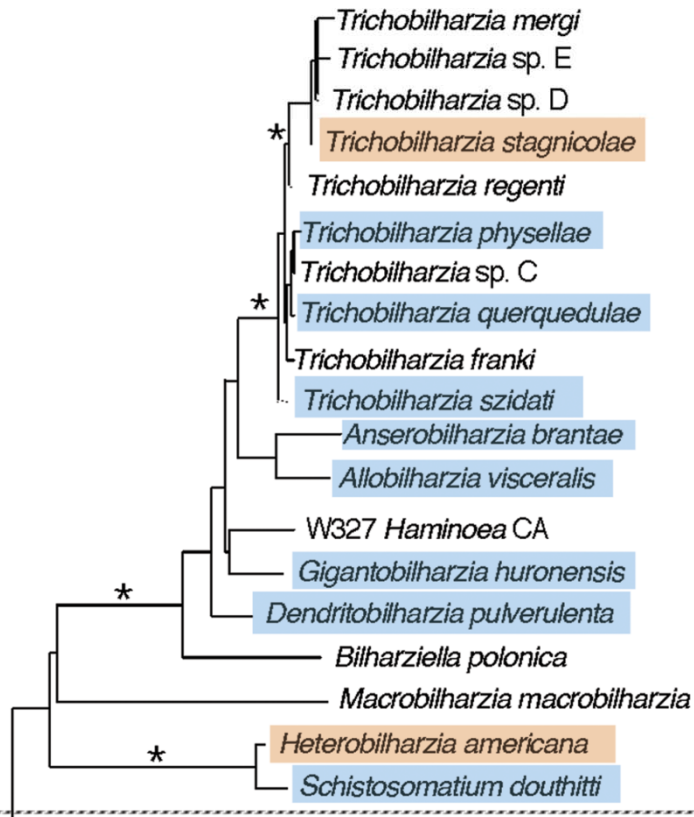 Trichobilharzia mergi
Trichobilharzia sp. E
Trichobilharzia sp. D
Trichobilharzia stagnicolae
*
Trichobilharzia regenti
Trichobilharzia physellae
Trichobilharzia sp. C
*
Trichobilharzia querquedulae
Trichobilharzia franki
Trichobilharzia szidati
Anserobilharzia brantae
Allobilharzia visceralis
W327 Haminoea CA
Gigantobilharzia huronensis
*
Dendritobilharzia pulverulenta
Bilharziella polonica
Macrobilharzia macrobilharzia
Heterobilharzia americana
*
Schistosomatium douthitti